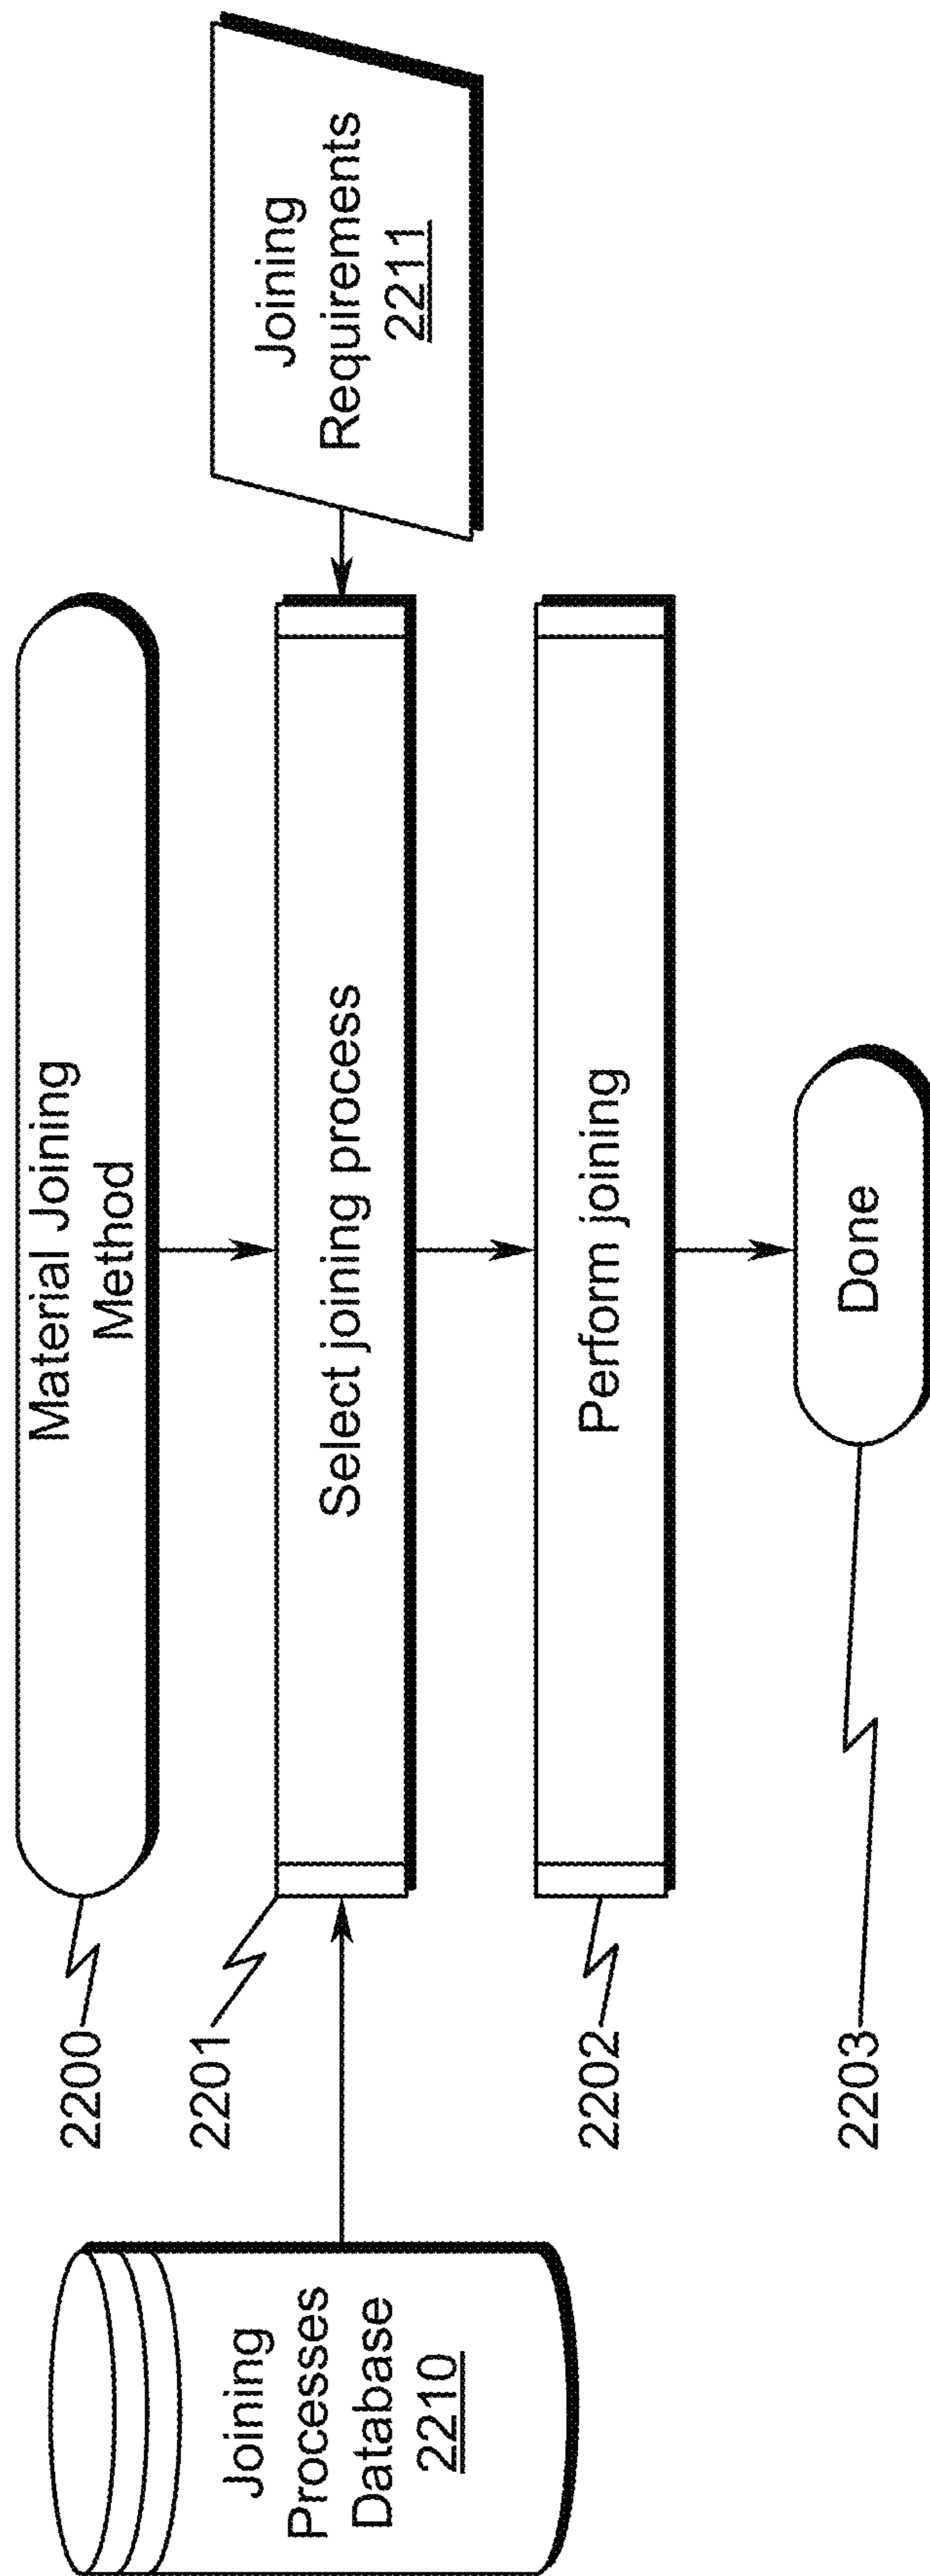 Material Joining
Method
2200
2201
Select joining process
Joining
Processes
Database
2210
Joining
Requirements
2211
2202
Perform joining
2203
Done